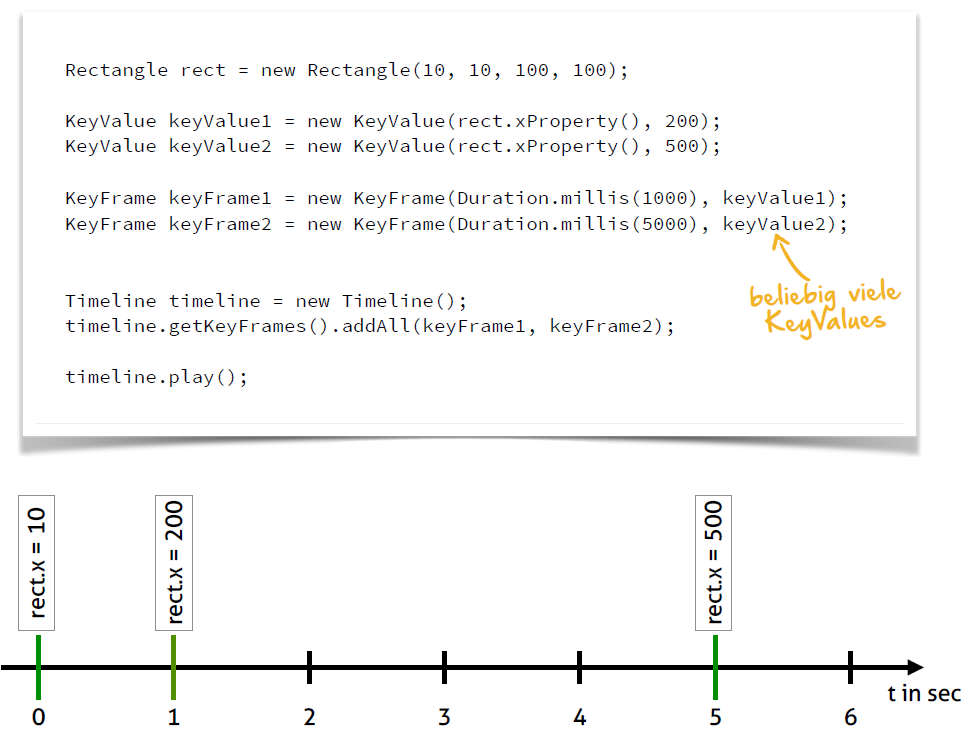 Rectangle rect = new Rectangle(10, 10, 100, 100);
KeyValue keyValue1 = new KeyValue(rect.xProperty(), 200);
KeyValue keyValue2 = new KeyValue(rect.xProperty(), 500);
KeyFrame keyFrame1 = new KeyFrame(Duration.millis(1000), keyValue1);
KeyFrame keyFrame2 = new KeyFrame(Duration.millis(5000), keyValue2);
beliebig viele
KeyValues
Timeline timeline = new Timeline();
timeline.getKeyFrames().addAll(keyFrame1, keyFrame2);
timeline.play();
rect.x = 10
rect.x = 200
rect.x = 500
t in sec
0 1 2 3 4 5 6